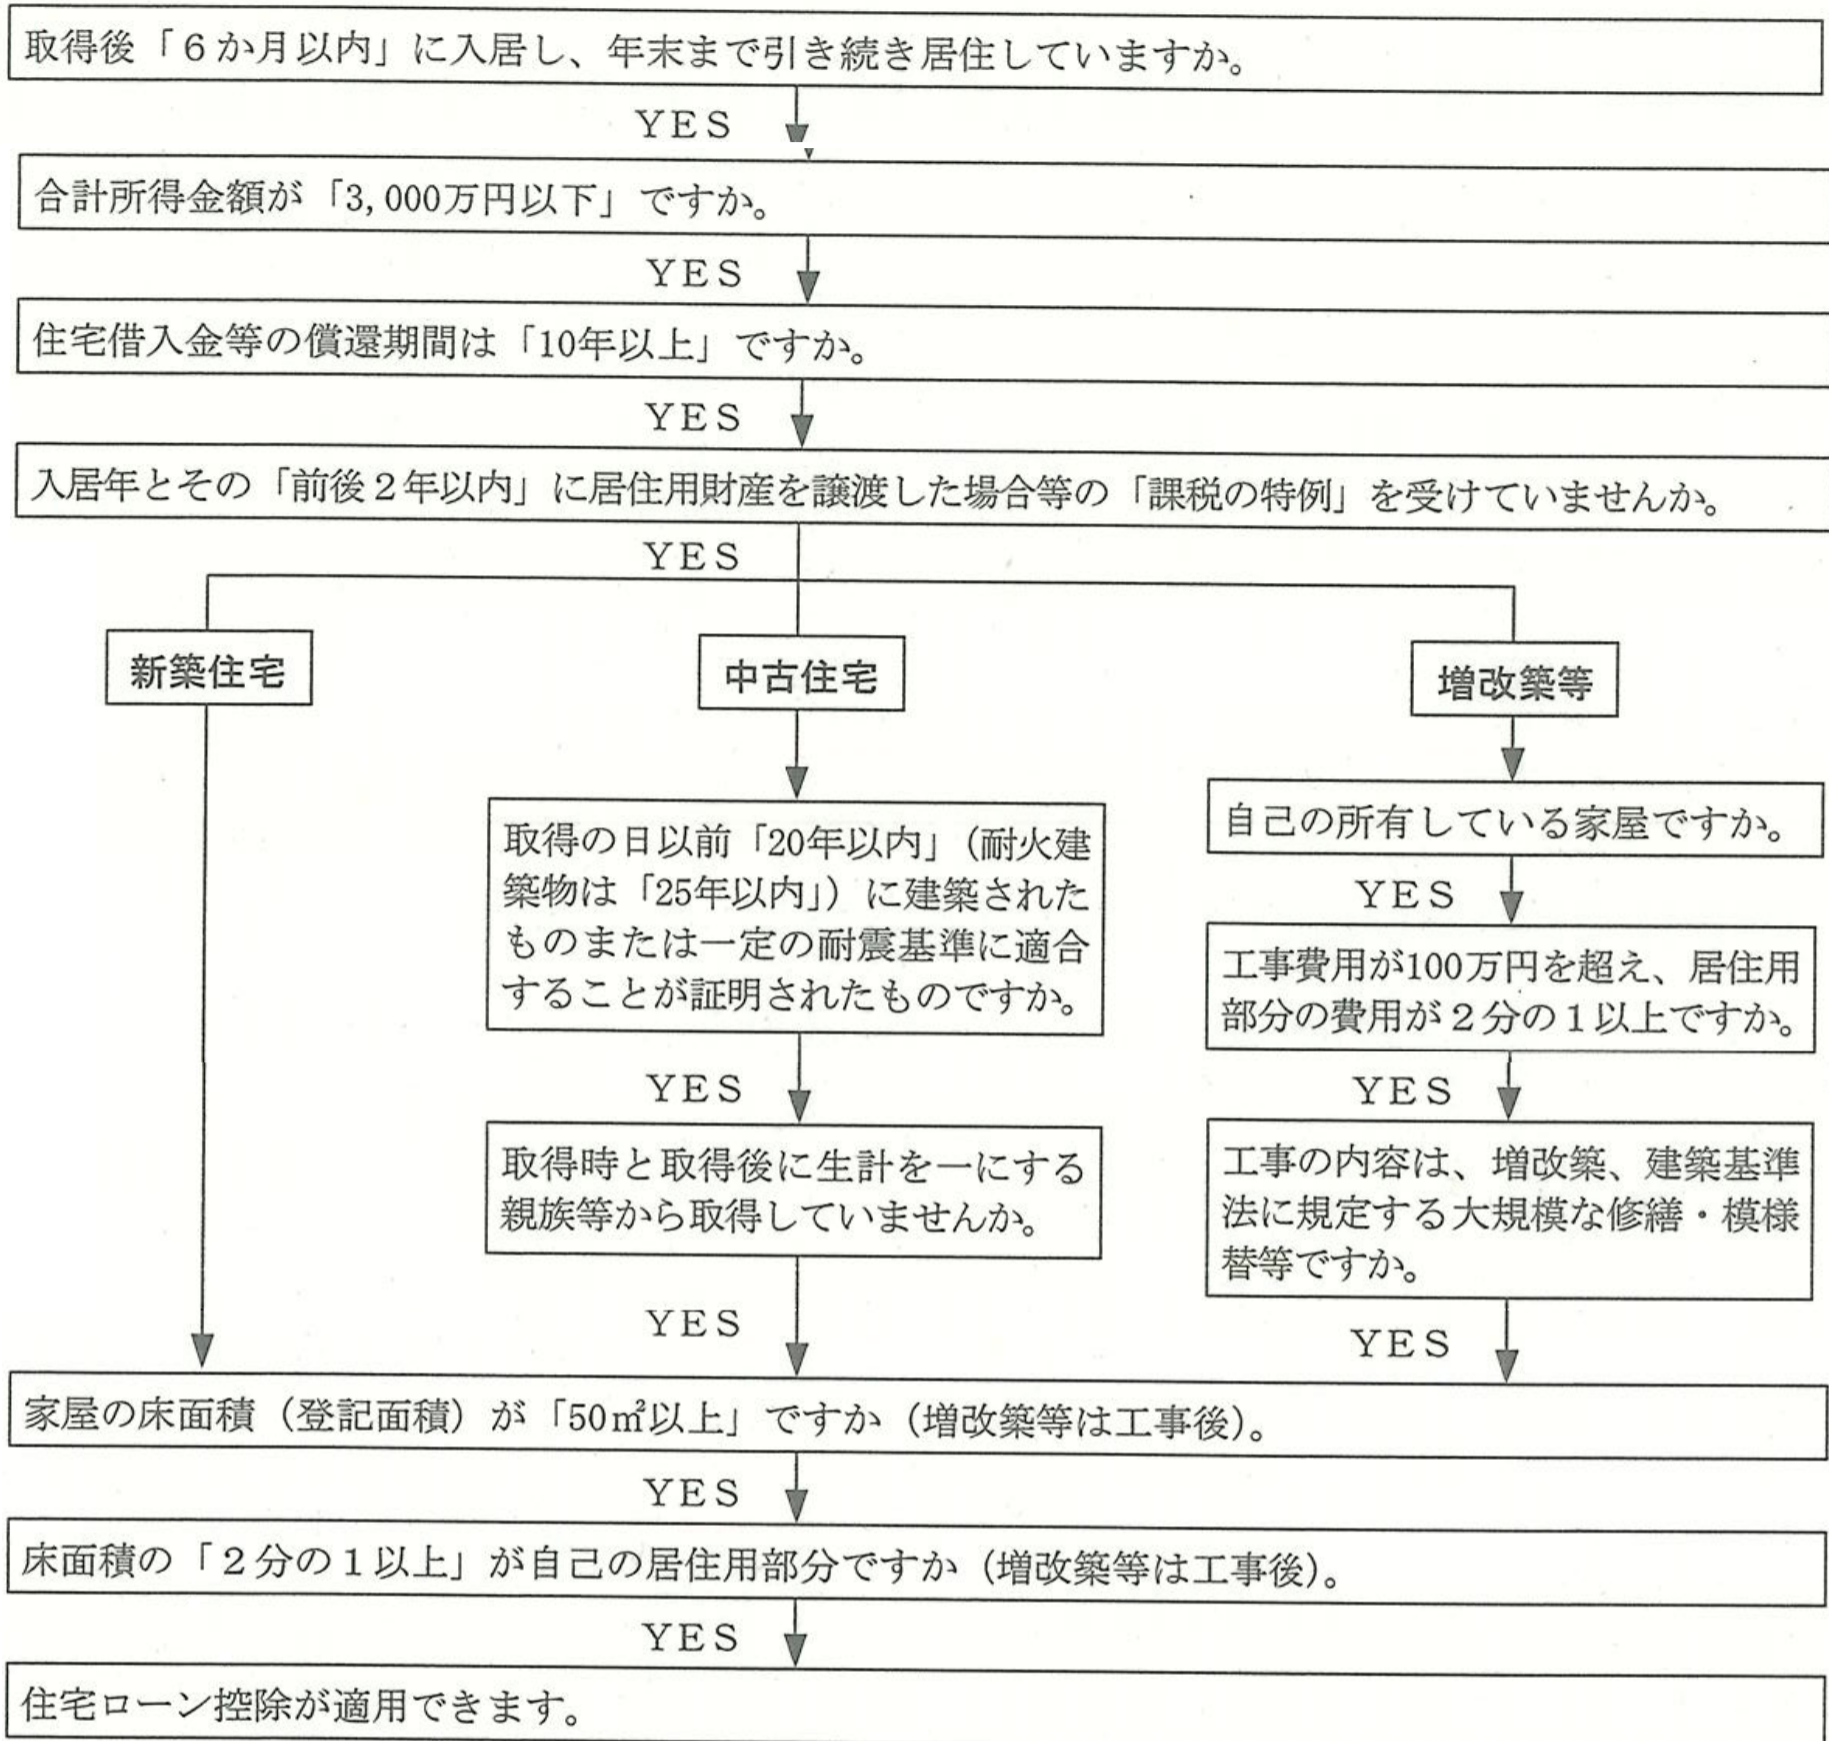 取得後「6か月以内」に入居し、年末まで引き続き居住していますか。
YES
合計所得金額が「3,000万円以下」ですか。
YES
住宅借入金等の償還期間は「10年以上」ですか。
YES
入居年とその「前後2年以内」に居住用財産を譲渡した場合等の「課税の特例」を受けていませんか。
YES
新築住宅
中古住宅
取得の日以前「20年以内」(耐火建
築物は「25年以内」)に建築された
ものまたは一定の耐震基準に適合
することが証明されたものですか。
YES
取得時と取得後に生計を一にする
親族等から取得していませんか。
YES
増改築等
自己の所有している家屋ですか。
YES
工事費用が100万円を超え、居住用
部分の費用が2分の1以上ですか。
YES
工事の内容は、増改築、建築基準
法に規定する大規模な修繕・模様
替等ですか。
YES
家屋の床面積(登記面積)が「50㎡以上」ですか(増改築等は工事後)。
YES
床面積の「2分の1以上」が自己の居住用部分ですか(増改築等は工事後)。
YES
住宅ローン控除が適用できます。